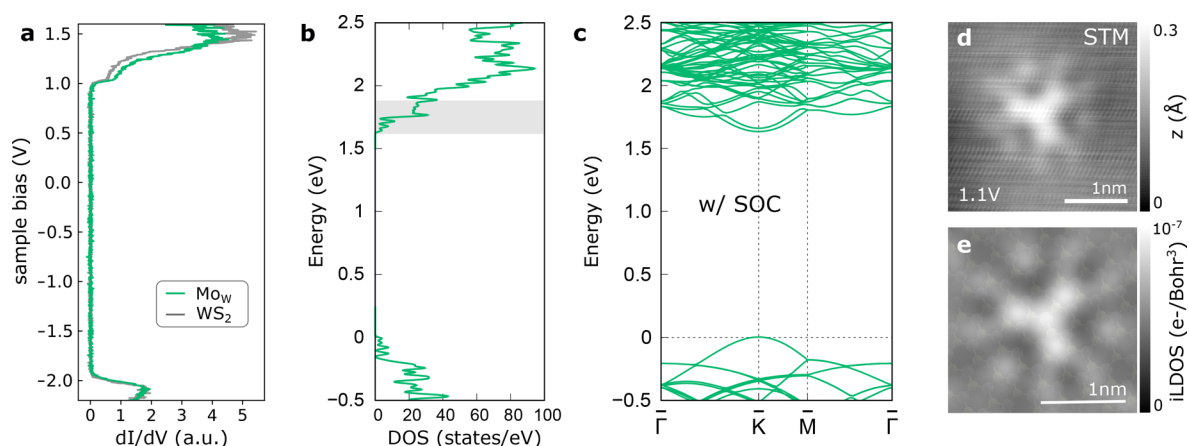 a
sample bias (V)
1.5
1.0
0.5
0.0
−0.5
−1.0
−1.5
−2.0
Mo_W
WS₂
0 1 2 3 4 5
dI/dV (a.u.)
b
Energy (eV)
2.5
2
1.5
1
0.5
0
−0.5
0 20 40 60 80 100
DOS (states/eV)
c
Energy (eV)
2.5
2.0
1.5
1.0
0.5
0
−0.5
w/ SOC
Γ̅ K̅ M̅ Γ̅
d
STM
1.1V
1nm
0.3
z (Å)
0
e
1nm
10⁻⁷
iLDOS (e-/Bohr³)
0